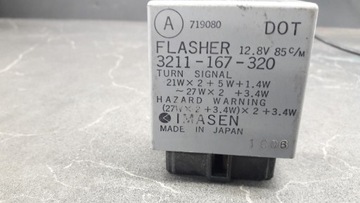 A 719080 DOT
FLASHER 12.8V 85c/M
3211-167-320
TURN SIGNAL
21W×2+5W+1.4W
~27W×2 +3.4W
HAZARD WARNING
(27W×2+3.4W)×2+3.4W
IMASEN
MADE IN JAPAN